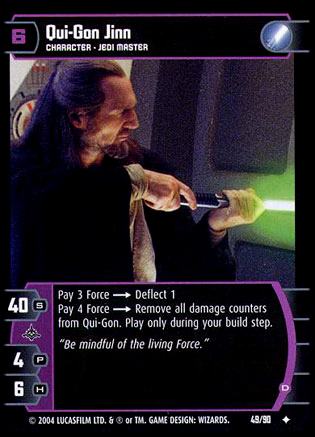 6
Qui-Gon Jinn
CHARACTER - JEDI MASTER
40 S
Pay 3 Force → Deflect 1
Pay 4 Force → Remove all damage counters
from Qui-Gon. Play only during your build step.
"Be mindful of the living Force."
4 P
6 H
D
© 2004 LUCASFILM LTD. & ® or TM. GAME DESIGN: WIZARDS.
49/90